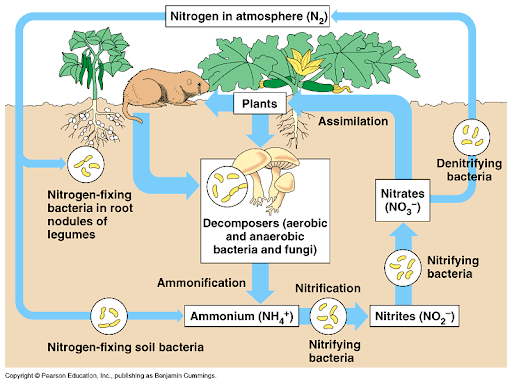 Nitrogen in atmosphere (N₂)
Plants
Assimilation
Denitrifying
bacteria
Nitrogen-fixing
bacteria in root
nodules of
legumes
Decomposers (aerobic
and anaerobic
bacteria and fungi)
Nitrates
(NO₃⁻)
Nitrifying
bacteria
Ammonification
Nitrification
Ammonium (NH₄⁺)
Nitrites (NO₂⁻)
Nitrogen-fixing soil bacteria
Nitrifying
bacteria
Copyright © Pearson Education, Inc., publishing as Benjamin Cummings.